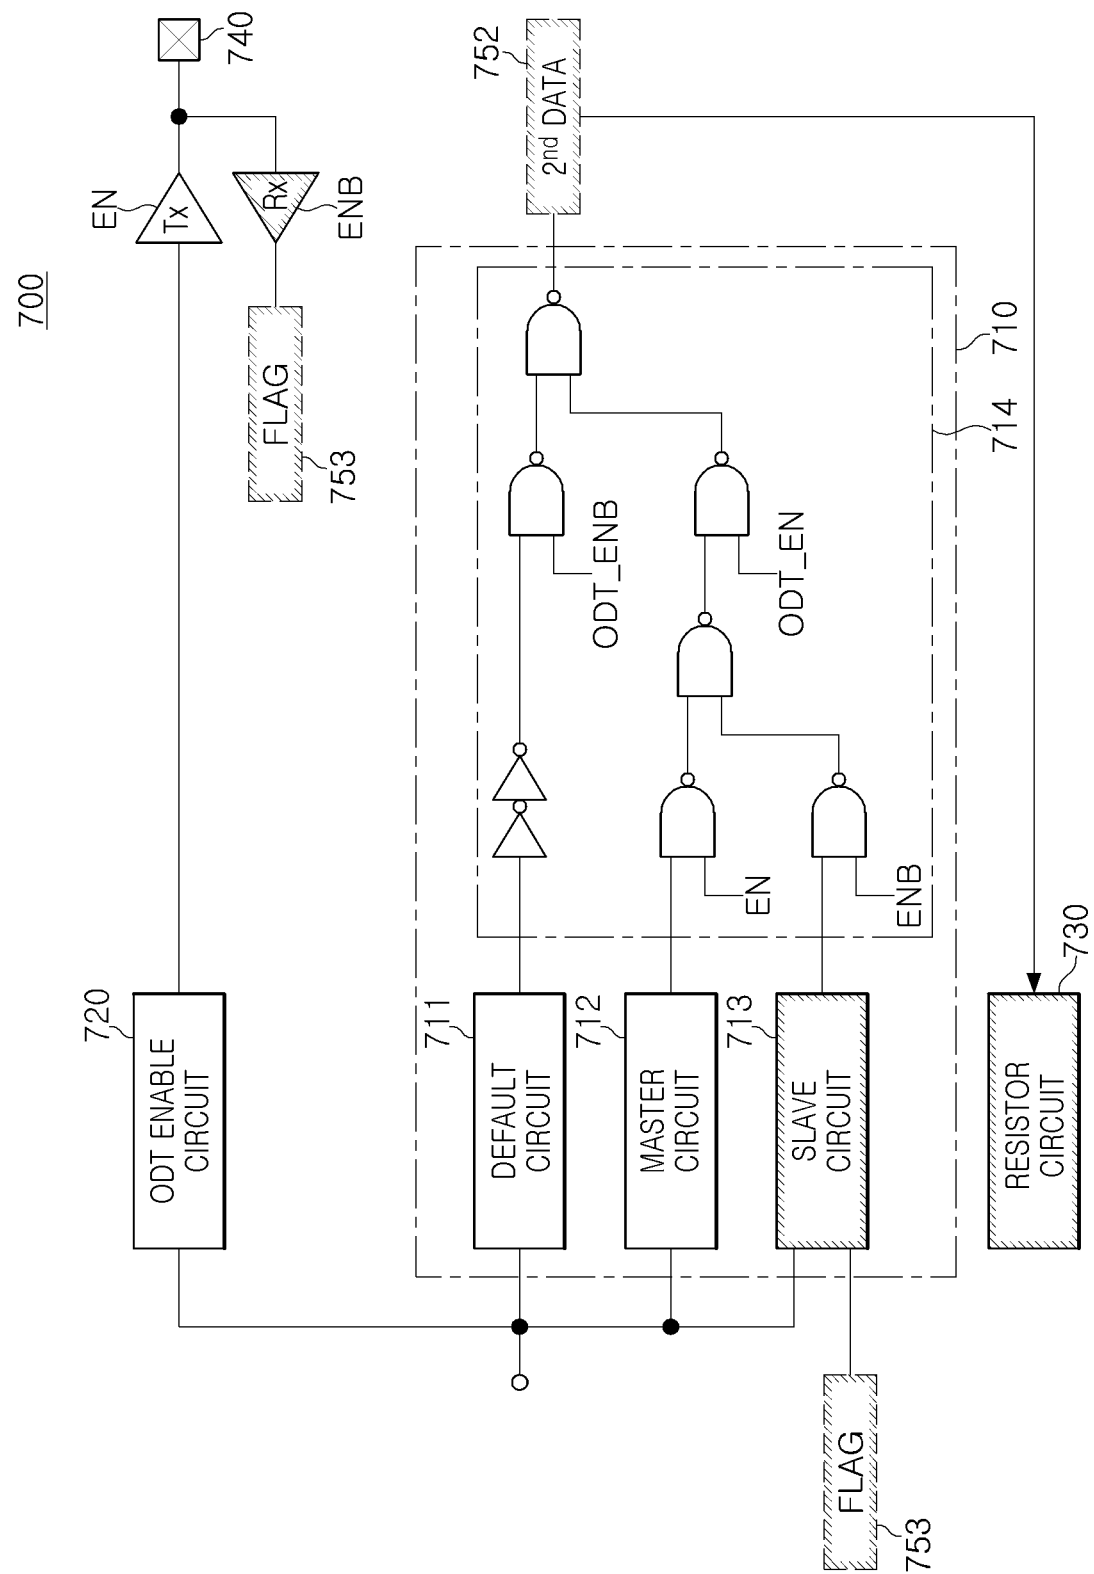 700
720
ODT ENABLE
CIRCUIT
EN
Tx
740
Rx
ENB
FLAG
753
711
DEFAULT
CIRCUIT
712
MASTER
CIRCUIT
713
SLAVE
CIRCUIT
EN
ENB
ODT_ENB
ODT_EN
714
710
752
2nd DATA
FLAG
753
730
RESISTOR
CIRCUIT